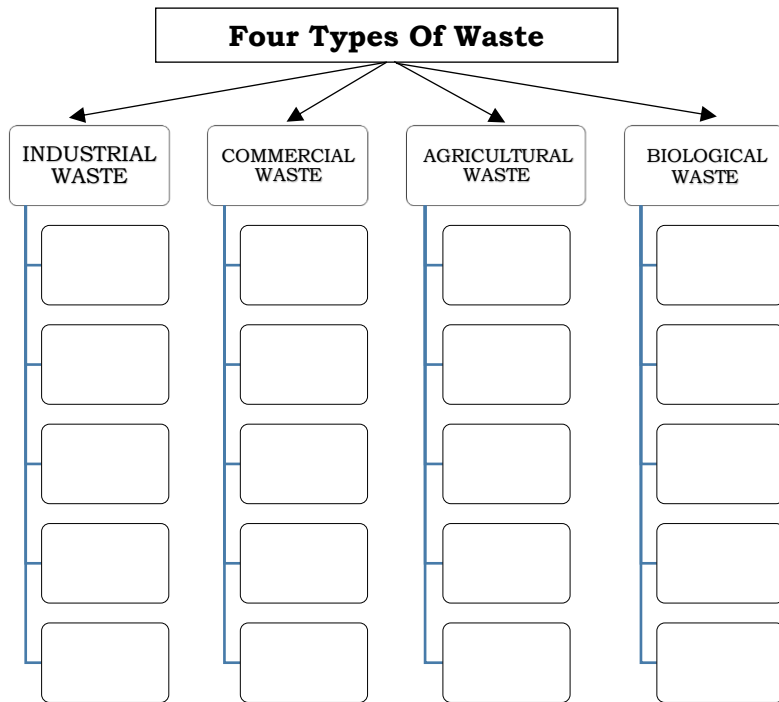 Four Types Of Waste
INDUSTRIAL
WASTE
COMMERCIAL
WASTE
AGRICULTURAL
WASTE
BIOLOGICAL
WASTE